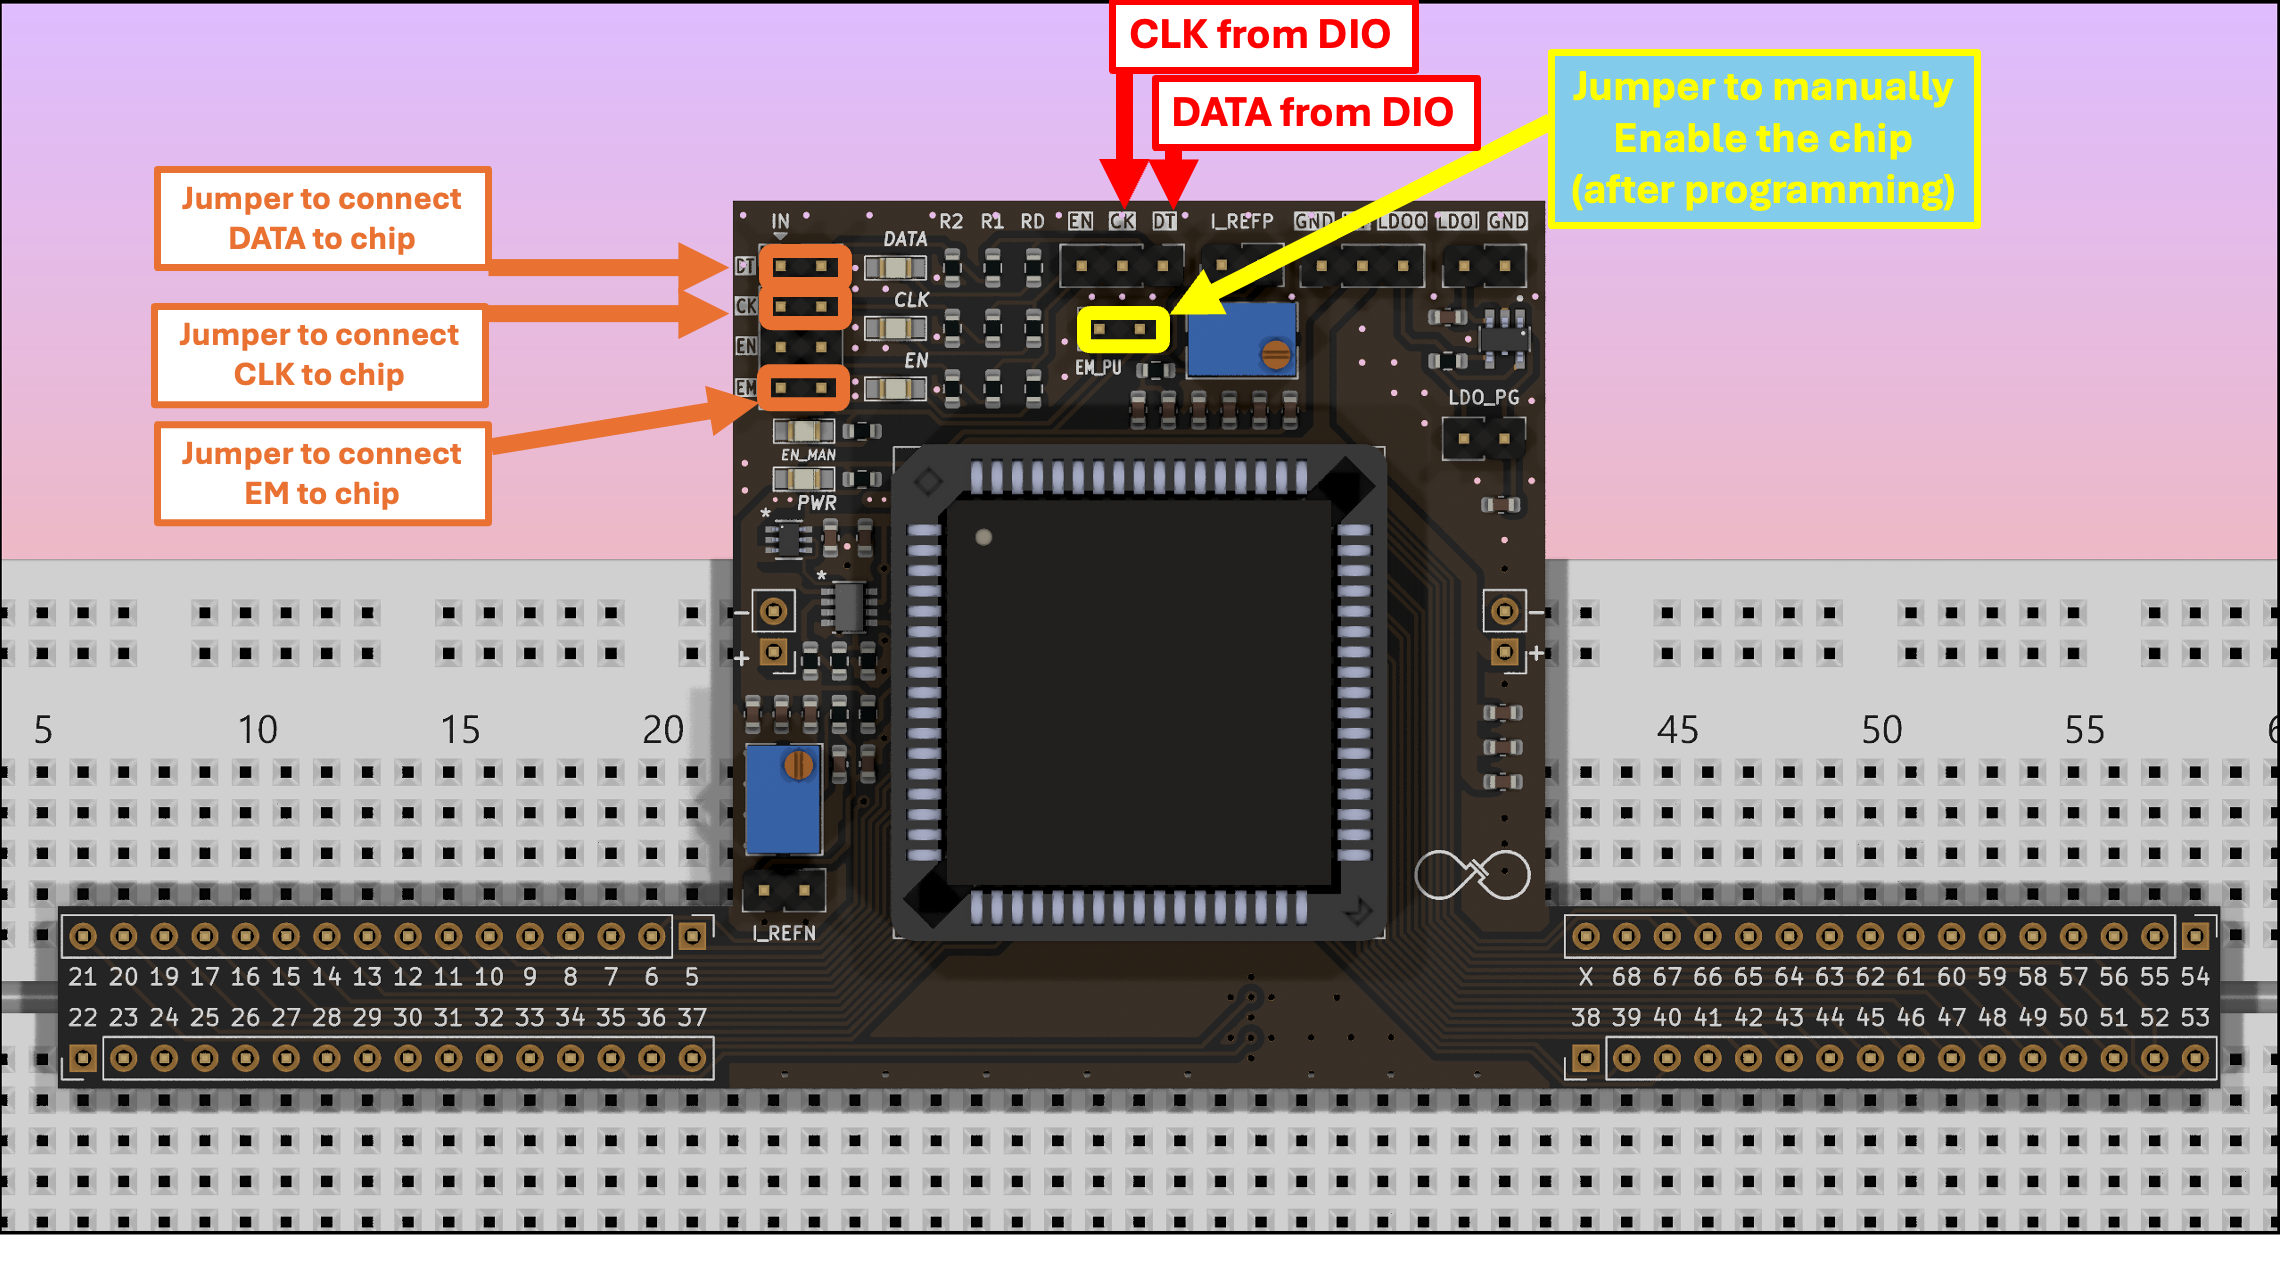 CLK from DIO
DATA from DIO
Jumper to manually
Enable the chip
(after programming)
Jumper to connect
DATA to chip
Jumper to connect
CLK to chip
Jumper to connect
EM to chip
IN
R2 R1 RD
EN CK DT
I_REFP
GND
LDOO
LDOI GND
DATA
DT
CK
CLK
EN
EN
EM
EM_PU
LDO_PG
EN_MAN
PWR
*
*
− −
+ +
5 10 15 20 45 50 55
I_REFN
21 20 19 17 16 15 14 13 12 11 10 9 8 7 6 5
22 23 24 25 26 27 28 29 30 31 32 33 34 35 36 37
X 68 67 66 65 64 63 62 61 60 59 58 57 56 55 54
38 39 40 41 42 43 44 45 46 47 48 49 50 51 52 53